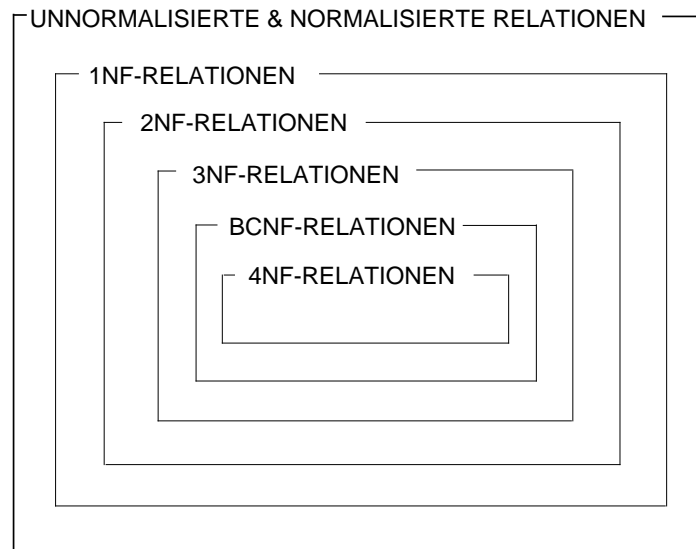 UNNORMALISIERTE & NORMALISIERTE RELATIONEN
1NF-RELATIONEN
2NF-RELATIONEN
3NF-RELATIONEN
BCNF-RELATIONEN
4NF-RELATIONEN